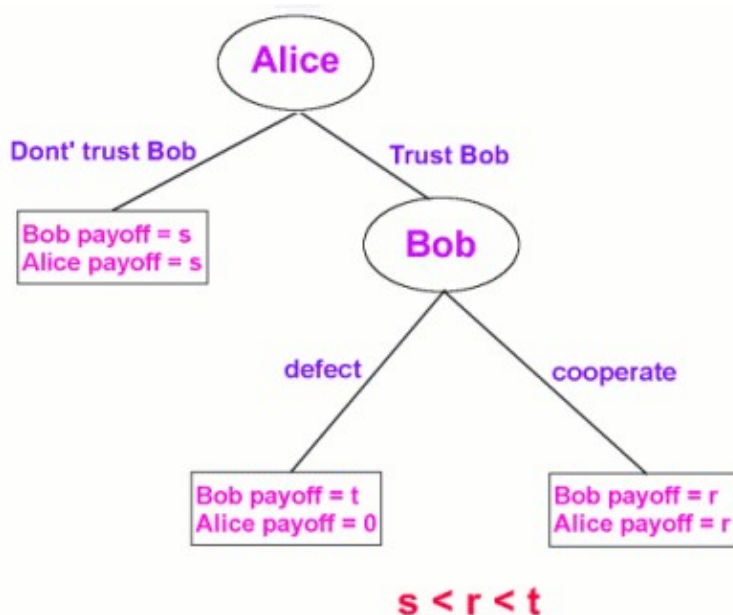 Alice
Dont' trust Bob
Trust Bob
Bob payoff = s
Alice payoff = s
Bob
defect
cooperate
Bob payoff = t
Alice payoff = 0
Bob payoff = r
Alice payoff = r
s < r < t